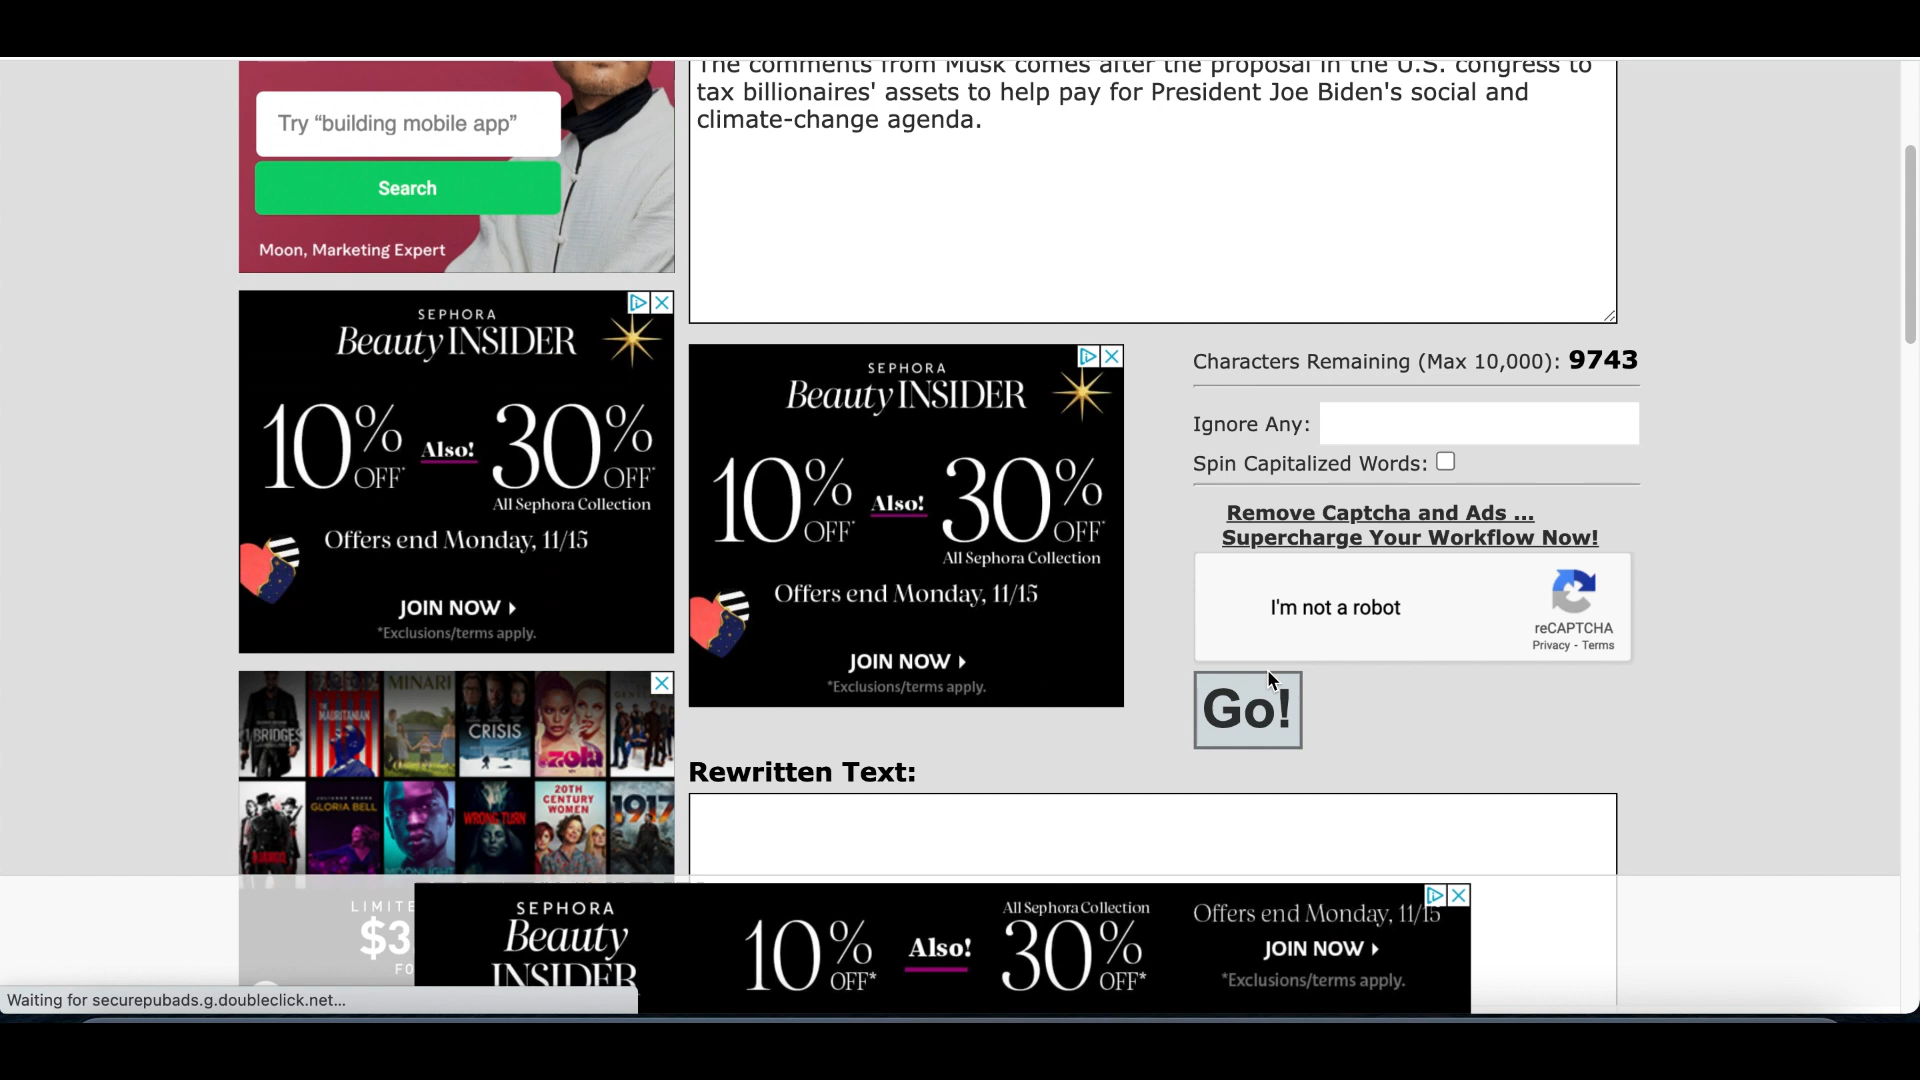 The comments from Musk comes after the proposal in the U.S. congress to
tax billionaires' assets to help pay for President Joe Biden's social and
climate-change agenda.
Try “building mobile app”
Search
Moon, Marketing Expert
SEPHORA
Beauty INSIDER
10% OFF* Also! 30% OFF*
All Sephora Collection
Offers end Monday, 11/15
JOIN NOW
*Exclusions/terms apply.
SEPHORA
Beauty INSIDER
10% OFF* Also! 30% OFF*
All Sephora Collection
Offers end Monday, 11/15
JOIN NOW
*Exclusions/terms apply.
Characters Remaining (Max 10,000): 9743
Ignore Any:
Spin Capitalized Words:
Remove Captcha and Ads ...
Supercharge Your Workflow Now!
I'm not a robot
reCAPTCHA
Privacy - Terms
Go!
Rewritten Text:
BRIDGES
THE MAURITANIAN
MINARI
CRISIS
zola
GLORIA BELL
WRONG TURN
20TH CENTURY WOMEN
1917
MOONLIGHT
LIMITE
$3
FO
SEPHORA
Beauty
INSIDER
10% OFF* Also! 30% OFF*
All Sephora Collection
Offers end Monday, 11/15
JOIN NOW
*Exclusions/terms apply.
Waiting for securepubads.g.doubleclick.net...